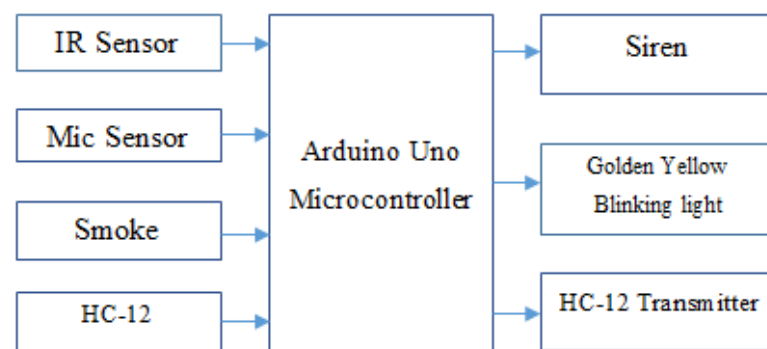 IR Sensor
Mic Sensor
Smoke
HC-12
Arduino Uno
Microcontroller
Siren
Golden Yellow
Blinking light
HC-12 Transmitter